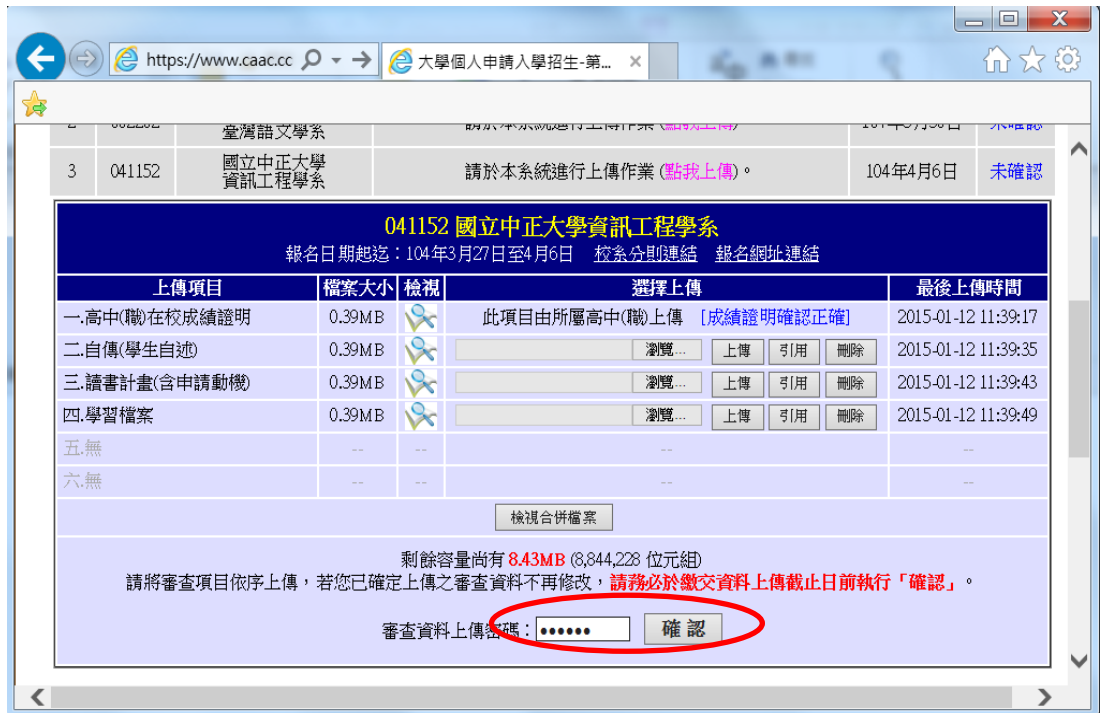 https://www.caac.cc
大學個人申請入學招生-第...
臺灣語文學系
3 041152 國立中正大學 資訊工程學系 請於本系統進行上傳作業 (點我上傳)。 104年4月6日 未確認
041152 國立中正大學資訊工程學系
報名日期起迄：104年3月27日至4月6日 校系分則連結 報名網址連結
上傳項目 檔案大小 檢視 選擇上傳 最後上傳時間
一.高中(職)在校成績證明 0.39MB 此項目由所屬高中(職)上傳 [成績證明確認正確] 2015-01-12 11:39:17
二.自傳(學生自述) 0.39MB 瀏覽... 上傳 引用 刪除 2015-01-12 11:39:35
三.讀書計畫(含申請動機) 0.39MB 瀏覽... 上傳 引用 刪除 2015-01-12 11:39:43
四.學習檔案 0.39MB 瀏覽... 上傳 引用 刪除 2015-01-12 11:39:49
五.無 -- -- -- --
六.無 -- -- -- --
檢視合併檔案
剩餘容量尚有 8.43MB (8,844,228 位元組)
請將審查項目依序上傳，若您已確定上傳之審查資料不再修改，請務必於繳交資料上傳截止日前執行「確認」。
審查資料上傳密碼：•••••• 確認